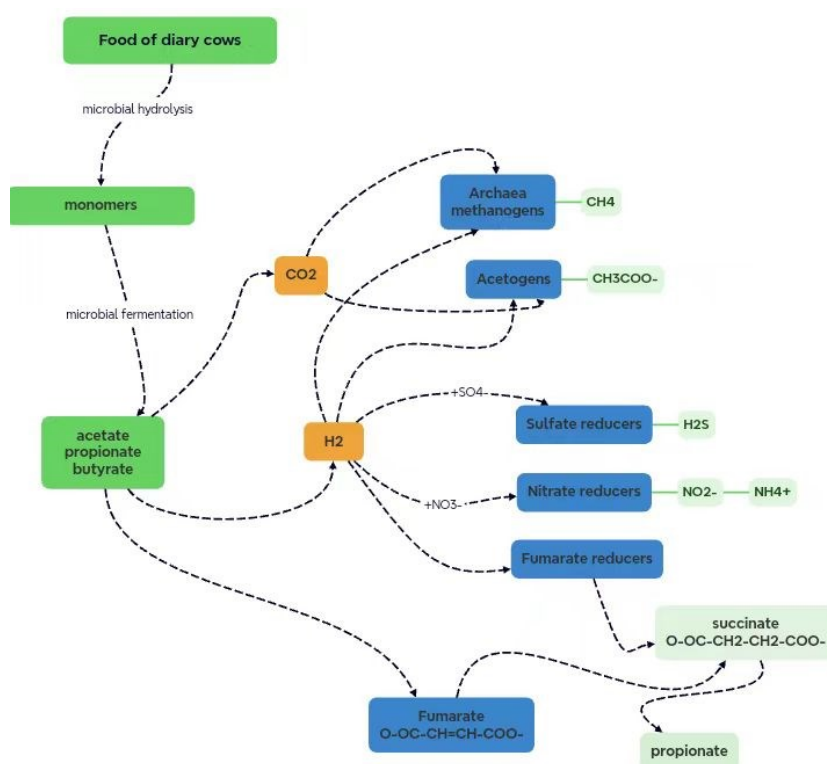 Food of diary cows
microbial hydrolysis
monomers
Archaea
methanogens
CH4
CO2
Acetogens
CH3COO-
microbial fermentation
+SO4-
acetate
propionate
butyrate
H2
Sulfate reducers
H2S
+NO3-
Nitrate reducers
NO2-
NH4+
Fumarate reducers
succinate
O-OC-CH2-CH2-COO-
Fumarate
O-OC-CH=CH-COO-
propionate